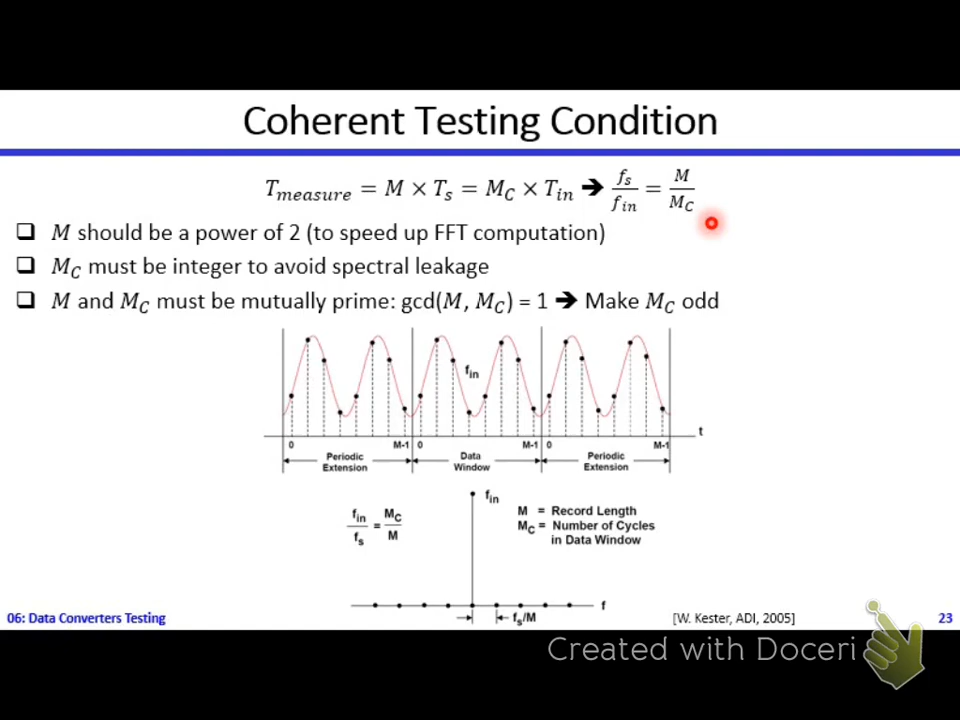 Coherent Testing Condition
T_measure = M × T_s = M_C × T_in ➔ f_s/f_in = M/M_C
❑ M should be a power of 2 (to speed up FFT computation)
❑ M_C must be integer to avoid spectral leakage
❑ M and M_C must be mutually prime: gcd(M, M_C) = 1 ➔ Make M_C odd
f_in
t
0 M-1 0 M-1 0 M-1
Periodic Extension
Data Window
Periodic Extension
f_in
f_in/f_s = M_C/M
M = Record Length
M_C = Number of Cycles
in Data Window
f
f_s/M
06: Data Converters Testing
[W. Kester, ADI, 2005]
23
Created with Doceri